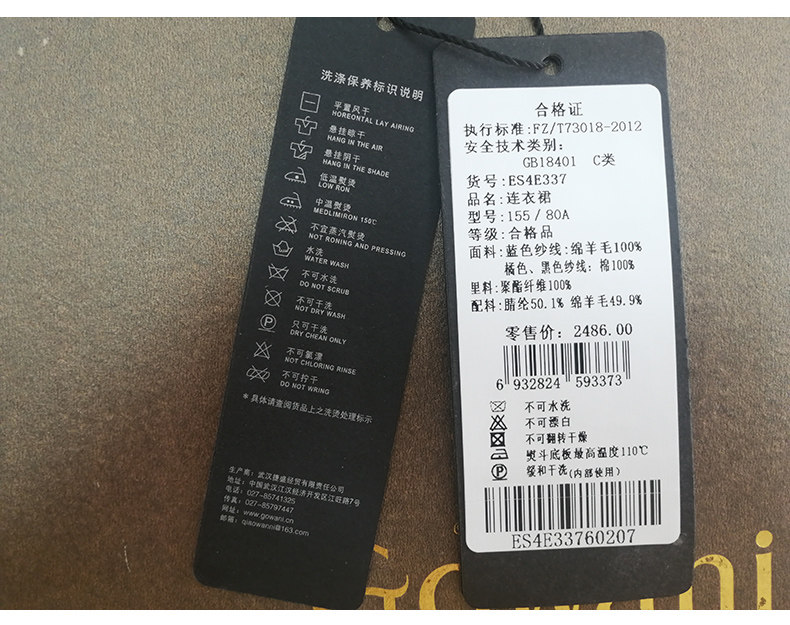 洗涤保养标识说明
平置风干
HOREONTAL LAY AIRING
悬挂晾干
HANG IN THE AIR
悬挂阴干
HANG IN THE SHADE
低温熨烫
LOW RON
中温熨烫
MEDLIMIRON 150℃
不宜蒸汽熨烫
NOT RONING AND PRESSING
水洗
WATER WASH
不可水洗
DO NOT SCRUB
不可干洗
NOT DRY WASH
只可干洗
DRY CHEAN ONLY
不可氯漂
NOT CHLORING RINSE
不可拧干
DO NOT WRING
*具体请查阅货品上之洗烫处理标示
生产商：武汉捷盛经贸有限责任公司
地址：中国武汉江汉经济开发区江旺路7号
电话：027-85741325
传真：027-85797447
网址：www.gowani.cn
邮箱：qiaowanni@163.com
合格证
执行标准:FZ/T73018-2012
安全技术类别:
GB18401 C类
货号:ES4E337
品名:连衣裙
型号:155/80A
等级:合格品
面料:蓝色纱线:绵羊毛100%
橘色、黑色纱线:棉100%
里料:聚酯纤维100%
配料:腈纶50.1% 绵羊毛49.9%
零售价: 2486.00
6 932824 593373
不可水洗
不可漂白
不可翻转干燥
熨斗底板最高温度110℃
P 缓和干洗(内部使用)
ES4E33760207
Gowani